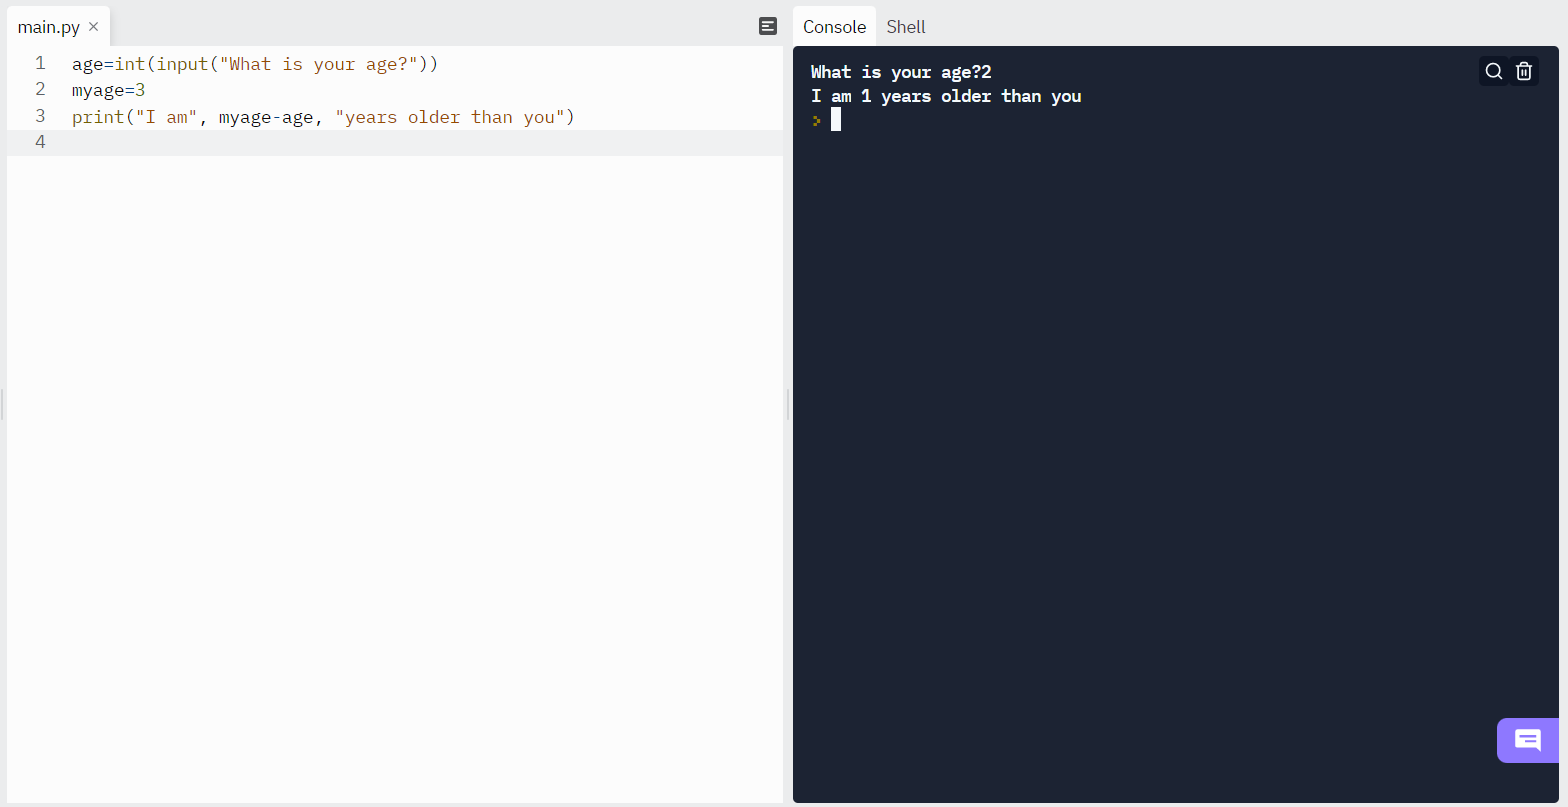 main.py ×
1 age=int(input("What is your age?"))
2 myage=3
3 print("I am", myage-age, "years older than you")
4
Console Shell
What is your age?2
I am 1 years older than you
>